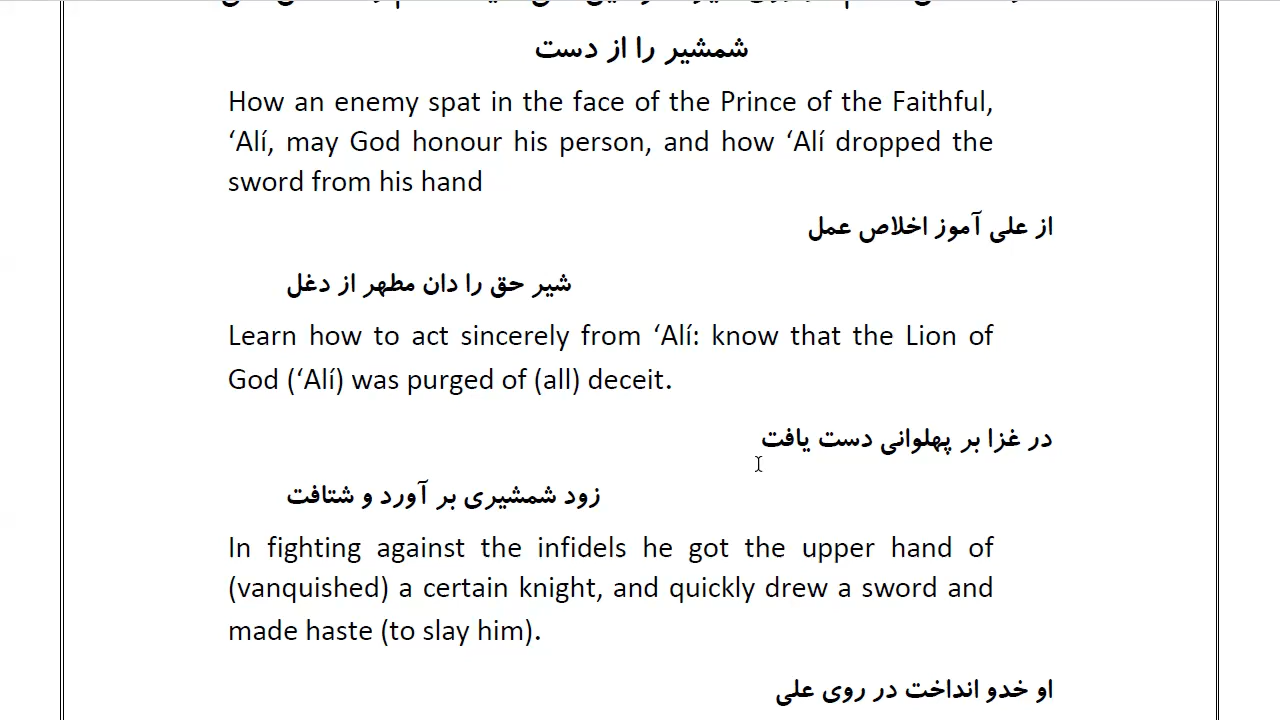 شمشیر را از دست
How an enemy spat in the face of the Prince of the Faithful,
‘Alí, may God honour his person, and how ‘Alí dropped the
sword from his hand
از علی آموز اخلاص عمل
شیر حق را دان مطهر از دغل
Learn how to act sincerely from ‘Alí: know that the Lion of
God (‘Alí) was purged of (all) deceit.
در غزا بر پهلوانی دست یافت
زود شمشیری بر آورد و شتافت
In fighting against the infidels he got the upper hand of
(vanquished) a certain knight, and quickly drew a sword and
made haste (to slay him).
او خدو انداخت در روی علی